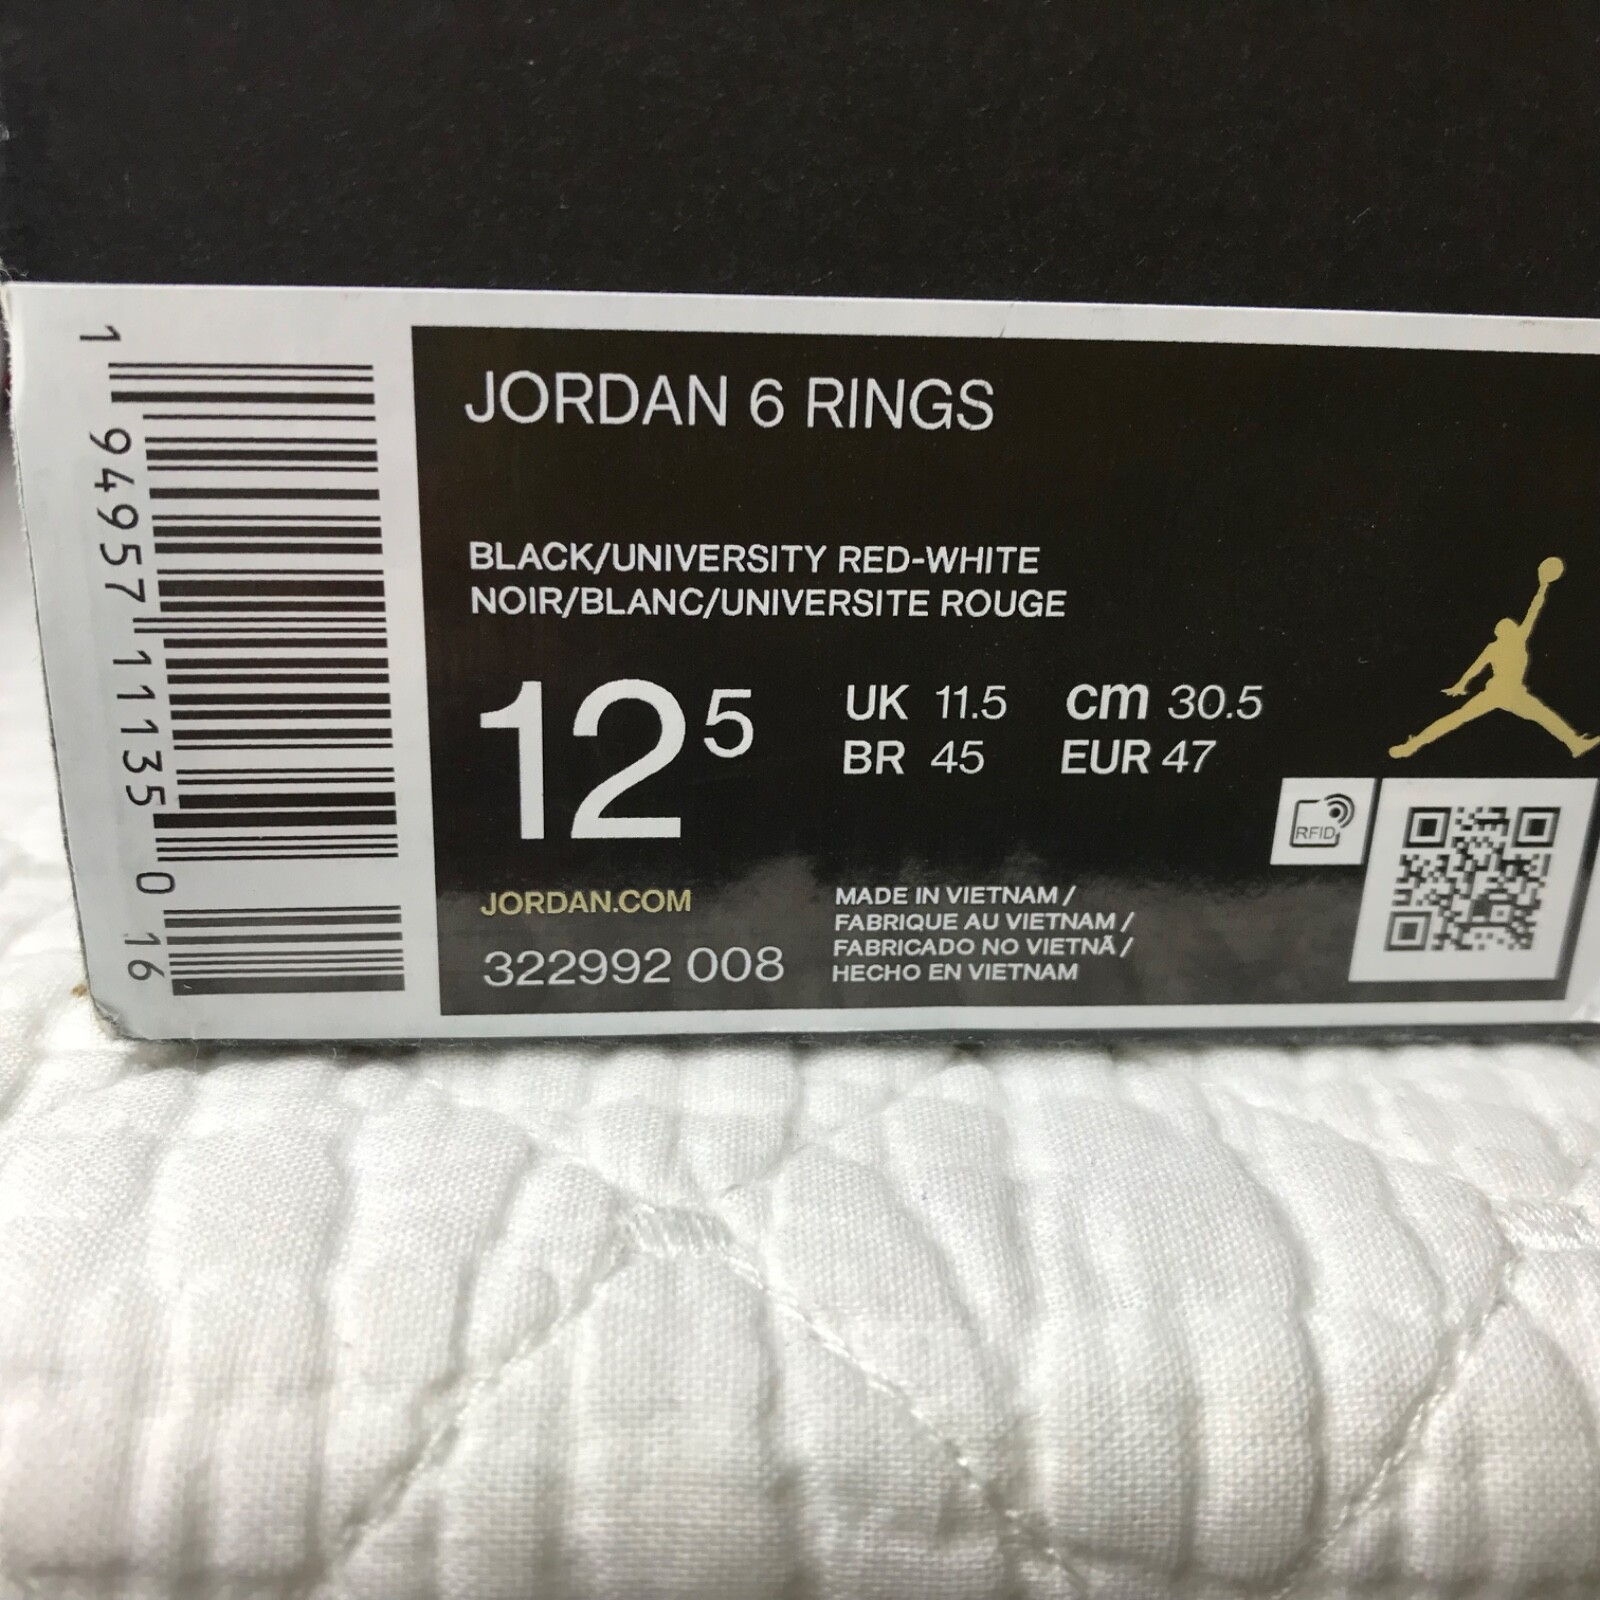 JORDAN 6 RINGS
BLACK/UNIVERSITY RED-WHITE
NOIR/BLANC/UNIVERSITE ROUGE
12 5
UK 11.5 cm 30.5
BR 45 EUR 47
RFID
JORDAN.COM
322992 008
MADE IN VIETNAM /
FABRIQUE AU VIETNAM /
FABRICADO NO VIETNÃ /
HECHO EN VIETNAM
1 94957 11135 0 16